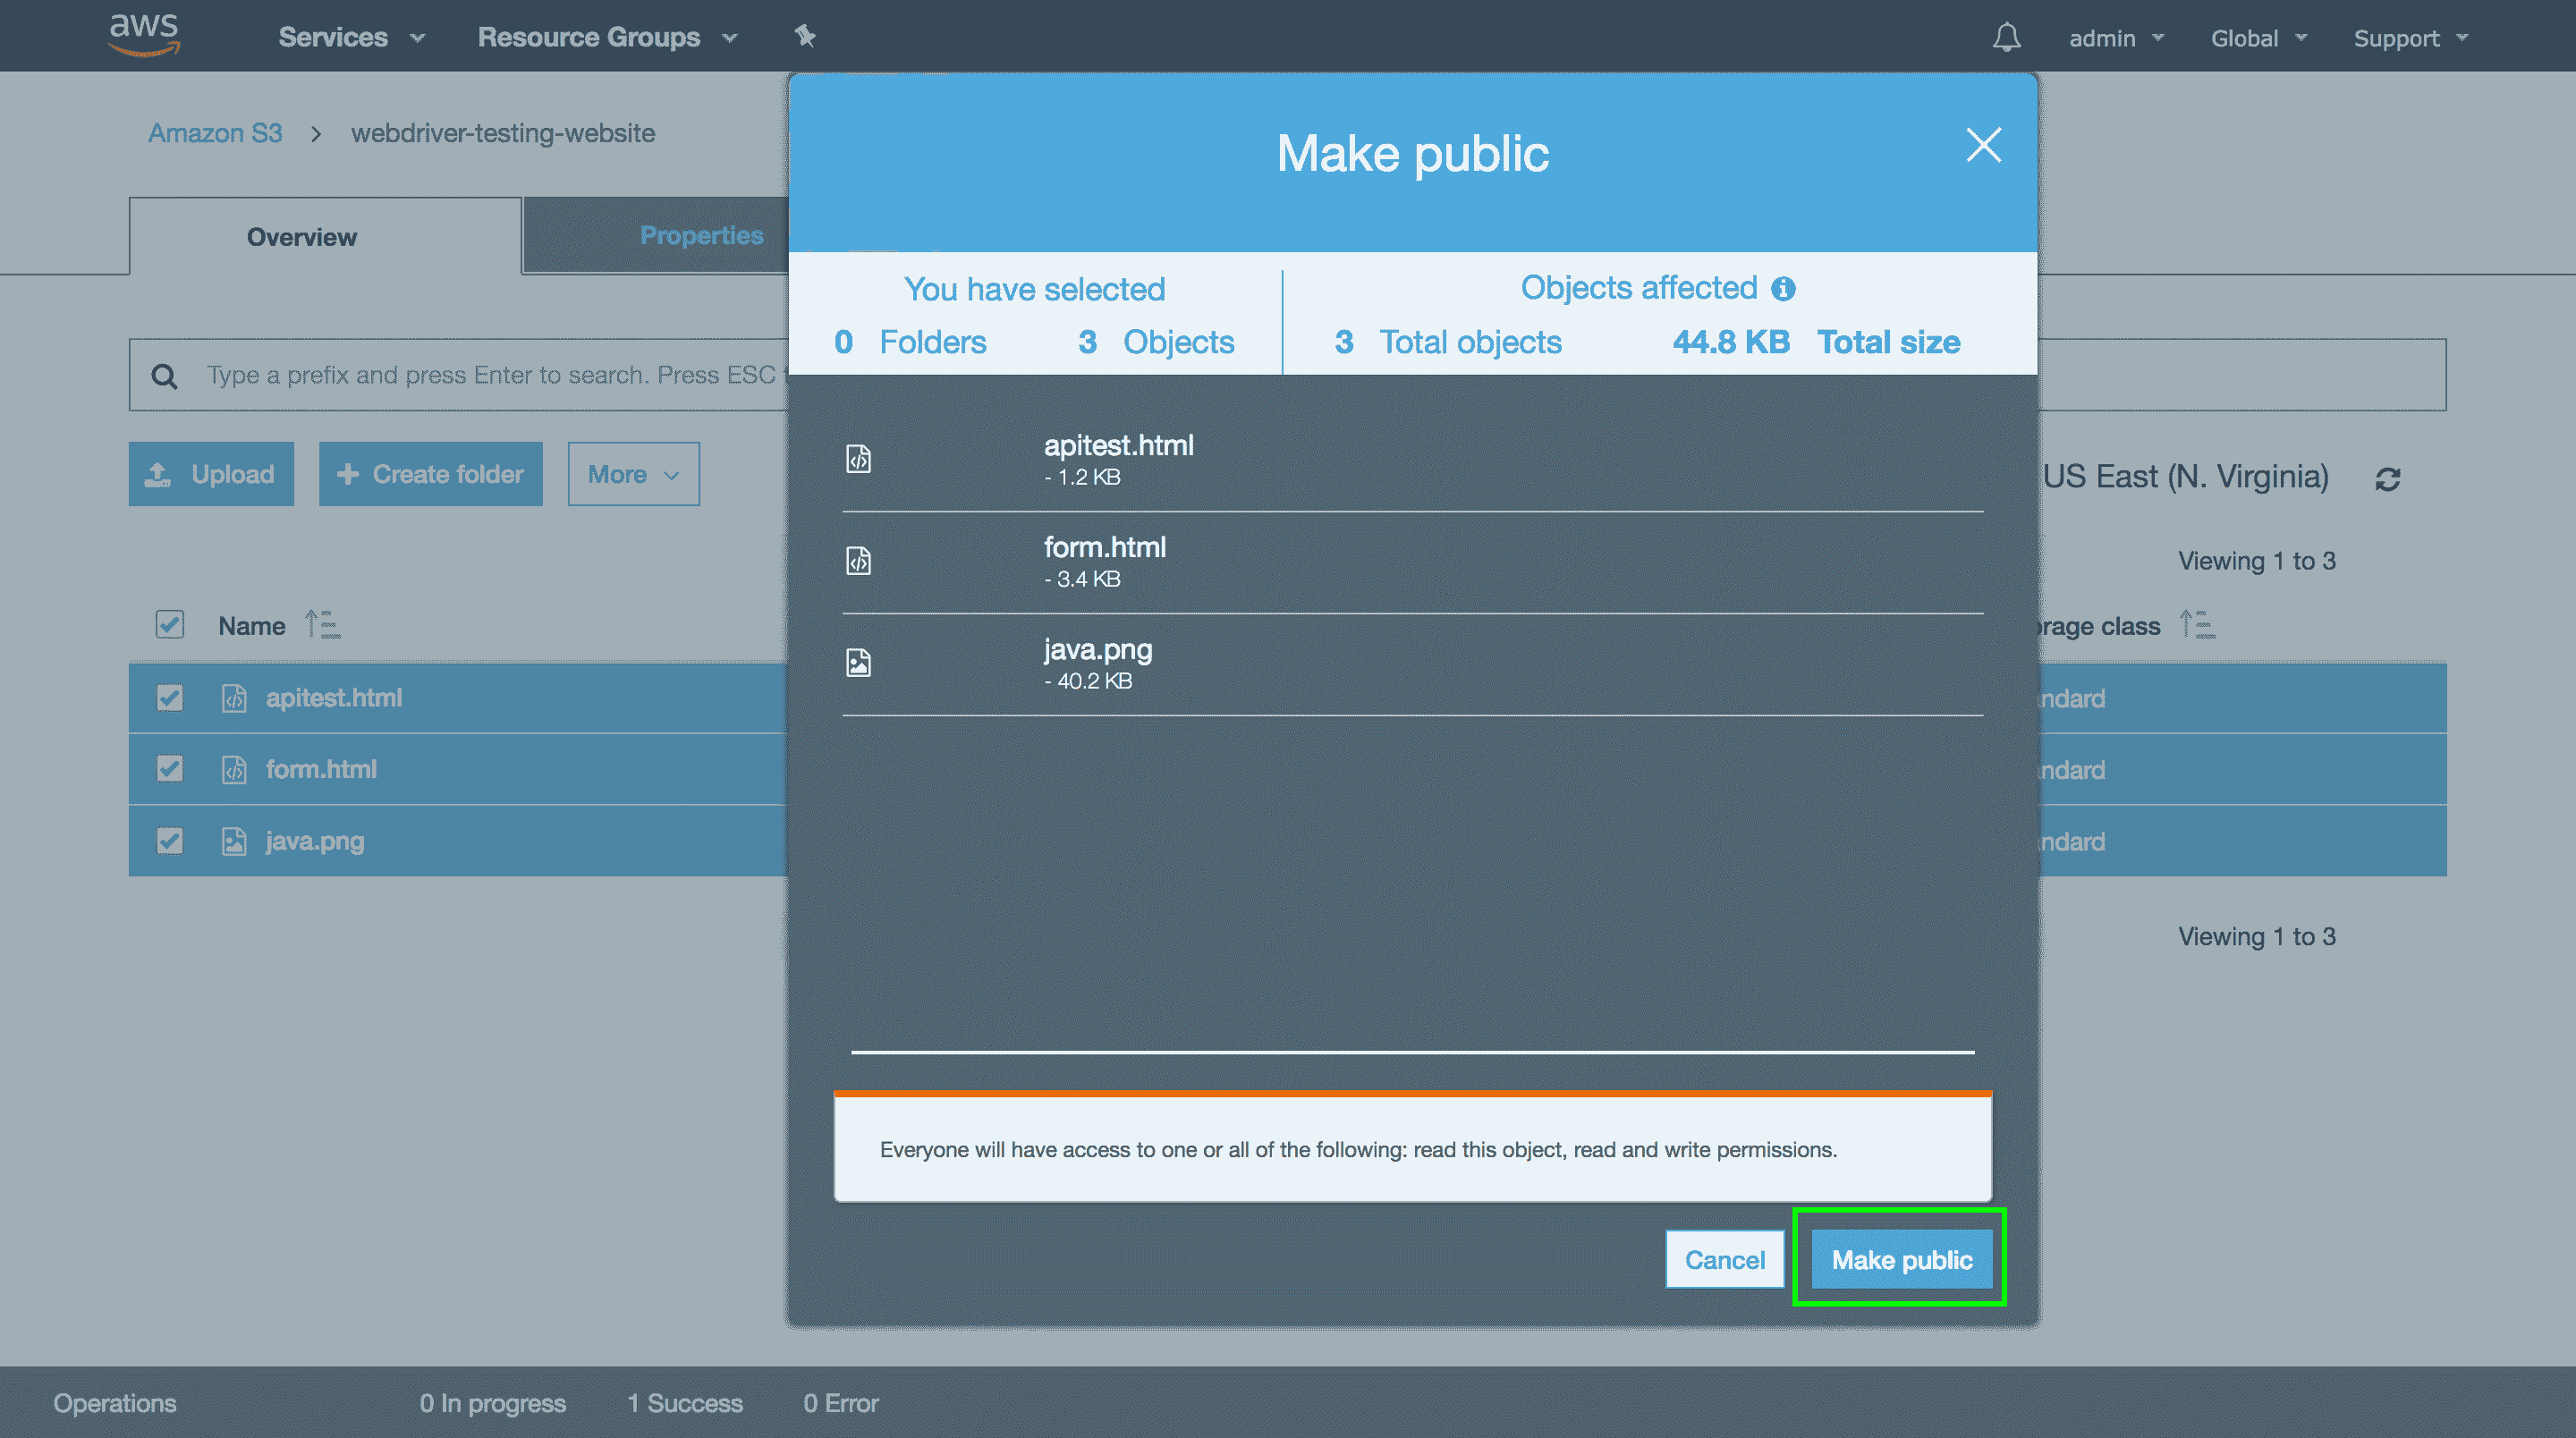 aws Services Resource Groups admin Global Support
Amazon S3 > webdriver-testing-website
Overview
Properties
Type a prefix and press Enter to search. Press ESC
Upload
Create folder
More
US East (N. Virginia)
Viewing 1 to 3
Name
rage class
apitest.html
ndard
form.html
ndard
java.png
ndard
Viewing 1 to 3
Make public
You have selected
0 Folders 3 Objects
Objects affected
3 Total objects 44.8 KB Total size
apitest.html
- 1.2 KB
form.html
- 3.4 KB
java.png
- 40.2 KB
Everyone will have access to one or all of the following: read this object, read and write permissions.
Cancel
Make public
Operations 0 In progress 1 Success 0 Error